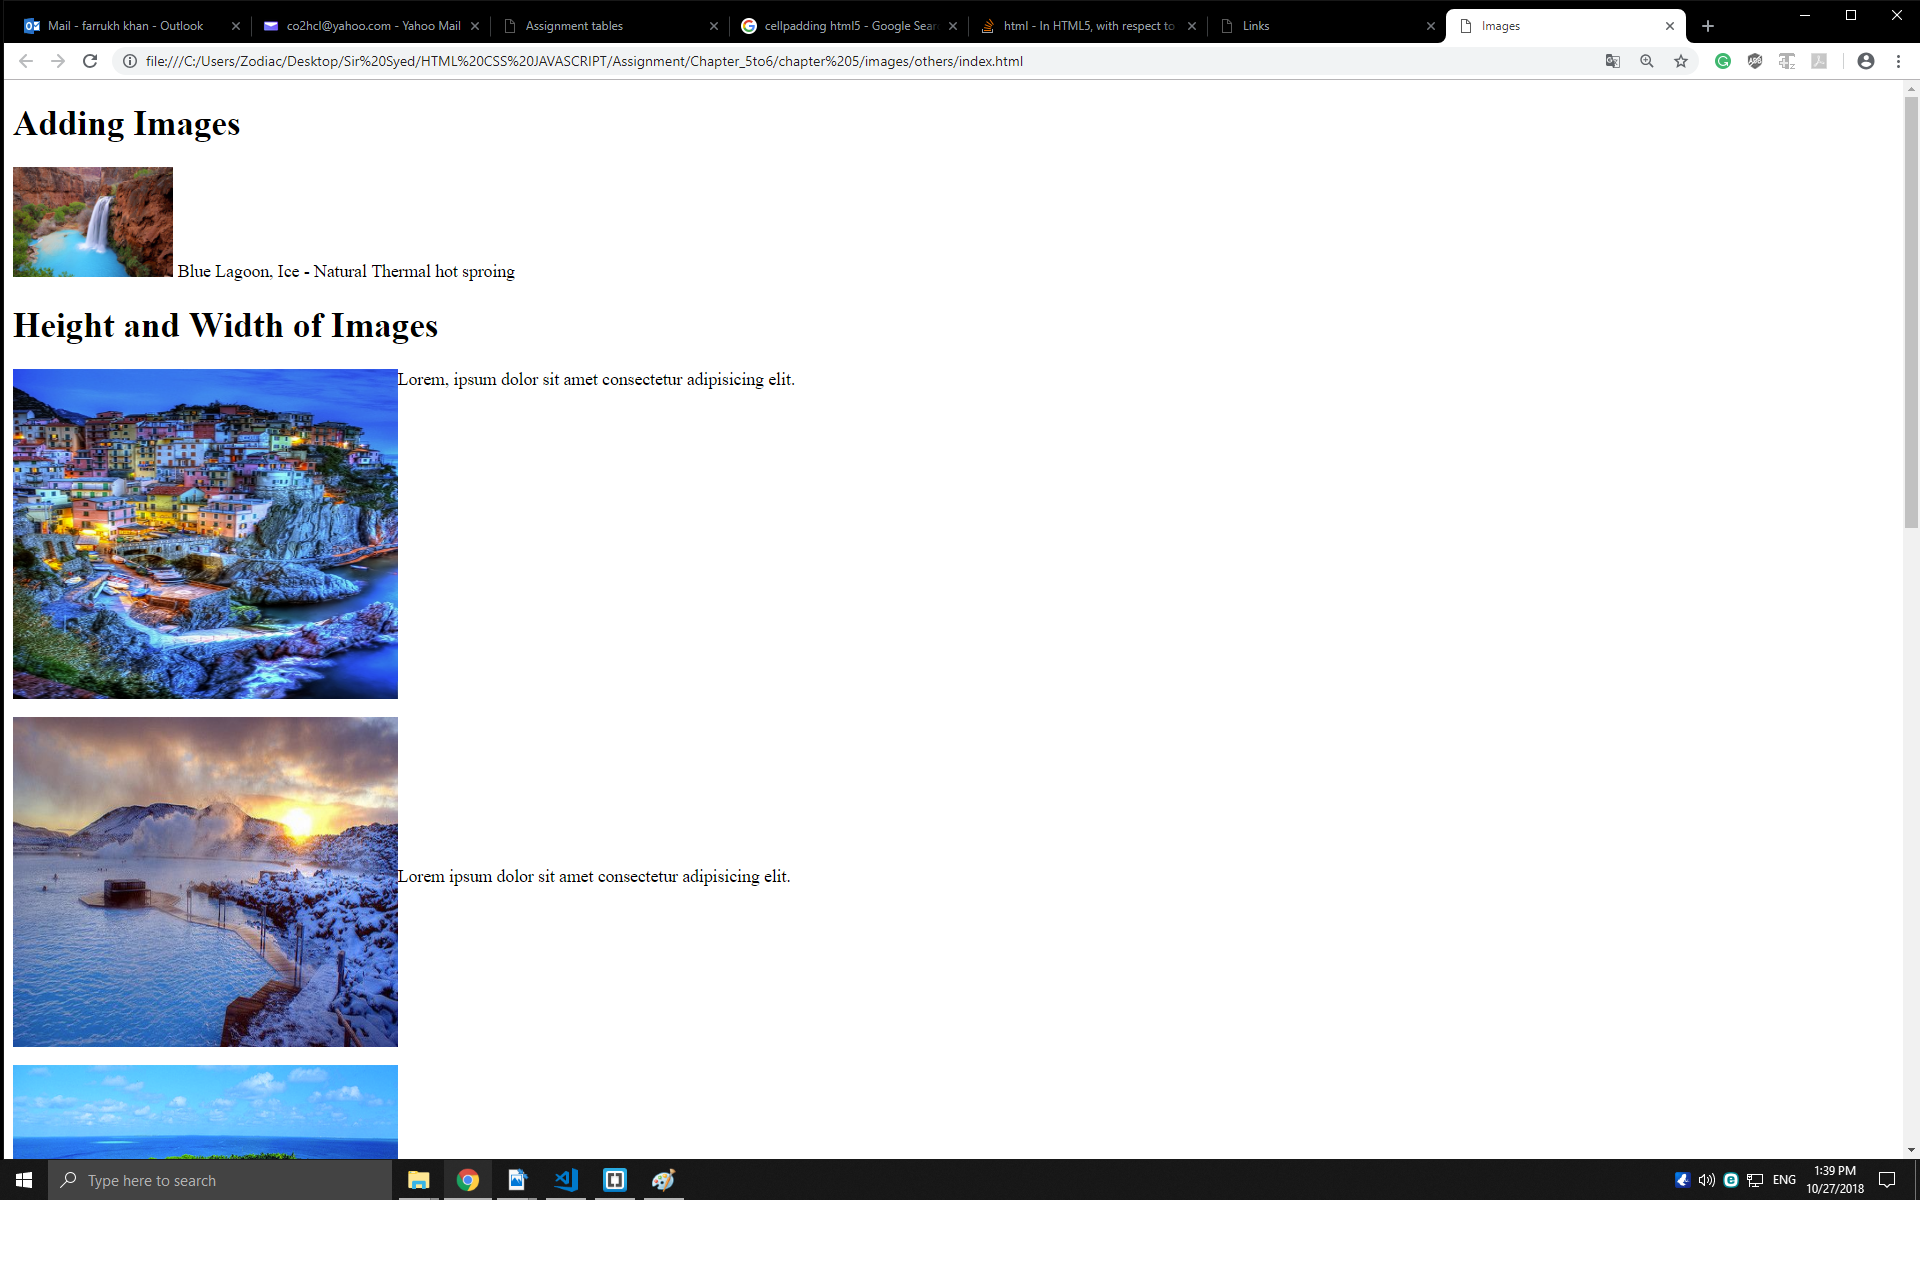 Mail - farrukh khan - Outlook
co2hcl@yahoo.com - Yahoo Mail
Assignment tables
cellpadding html5 - Google Sear
html - In HTML5, with respect to
Links
Images
file:///C:/Users/Zodiac/Desktop/Sir%20Syed/HTML%20CSS%20JAVASCRIPT/Assignment/Chapter_5to6/chapter%205/images/others/index.html
Adding Images
Blue Lagoon, Ice - Natural Thermal hot sproing
Height and Width of Images
Lorem, ipsum dolor sit amet consectetur adipisicing elit.
Lorem ipsum dolor sit amet consectetur adipisicing elit.
Type here to search
ENG
1:39 PM
10/27/2018